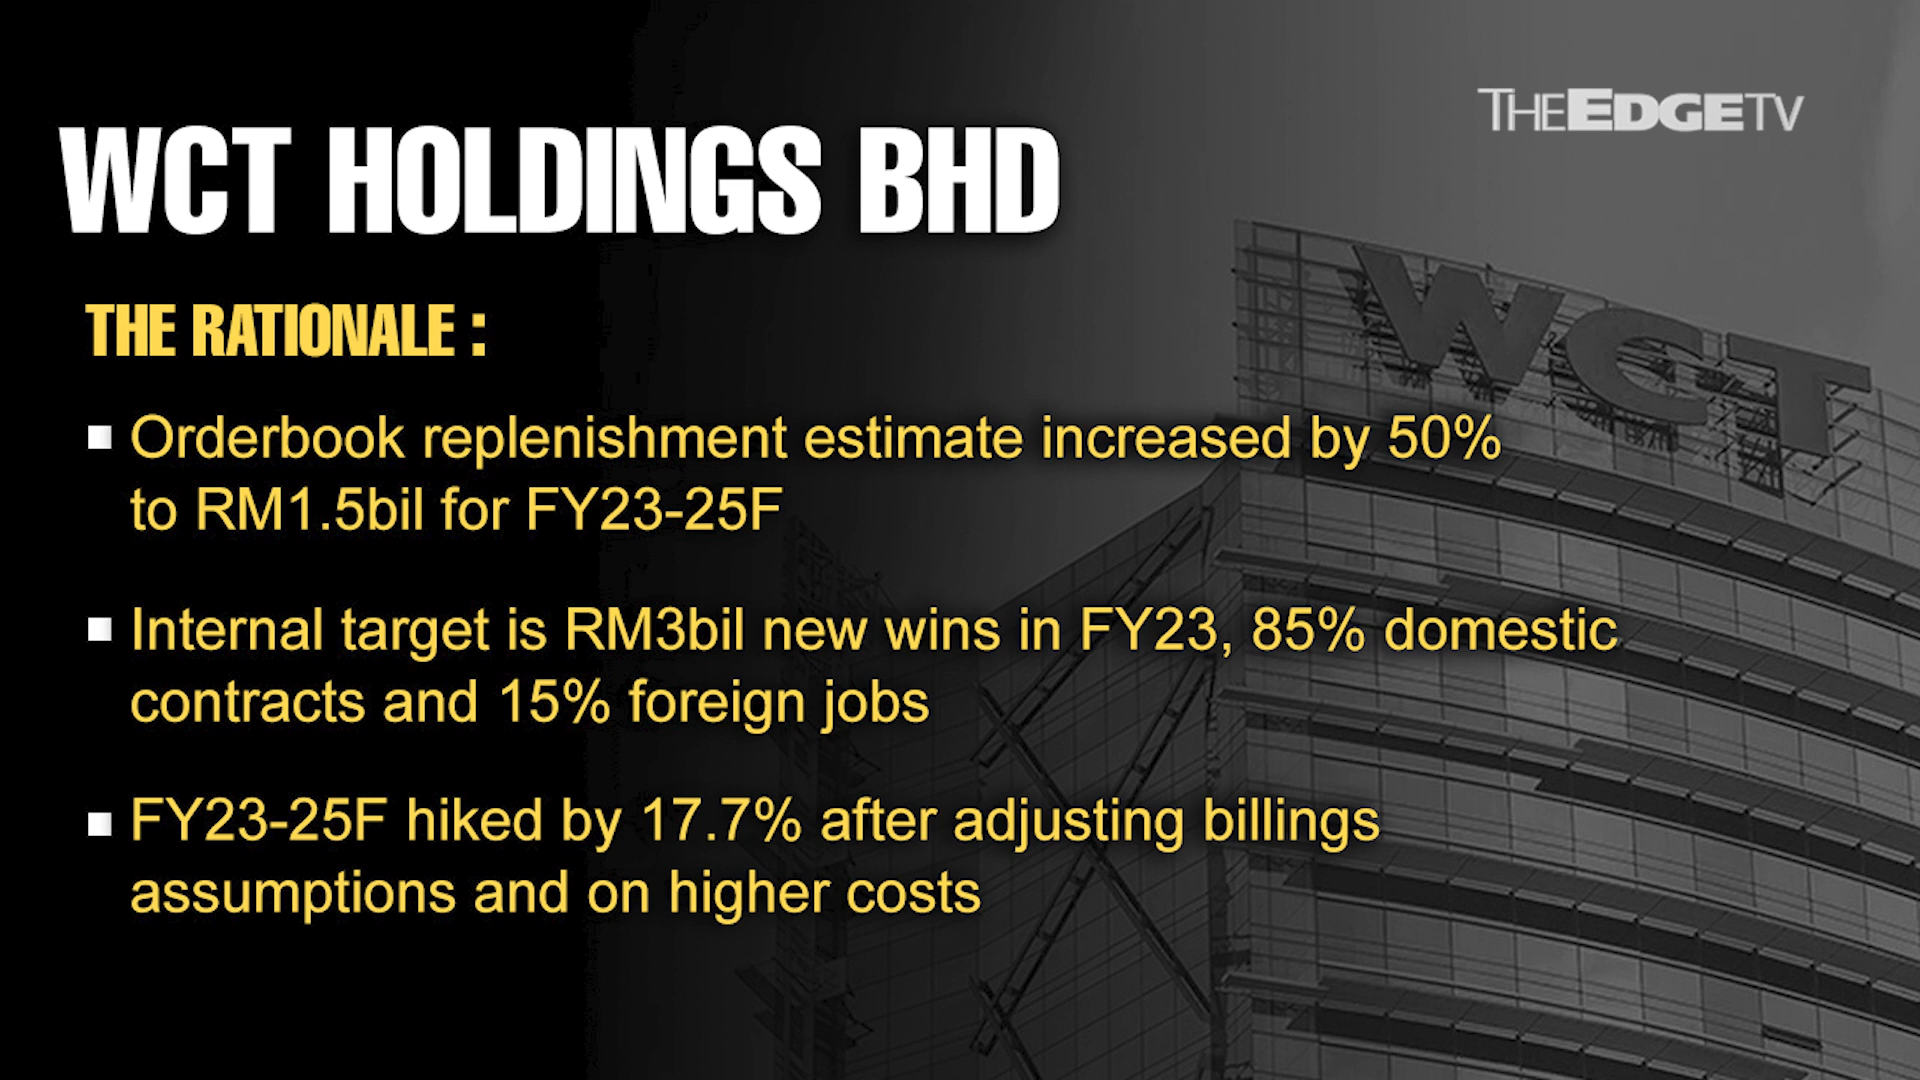 THEEDGETV
WCT HOLDINGS BHD
WCT
THE RATIONALE :
Orderbook replenishment estimate increased by 50%
to RM1.5bil for FY23-25F
Internal target is RM3bil new wins in FY23, 85% domestic
contracts and 15% foreign jobs
FY23-25F hiked by 17.7% after adjusting billings
assumptions and on higher costs